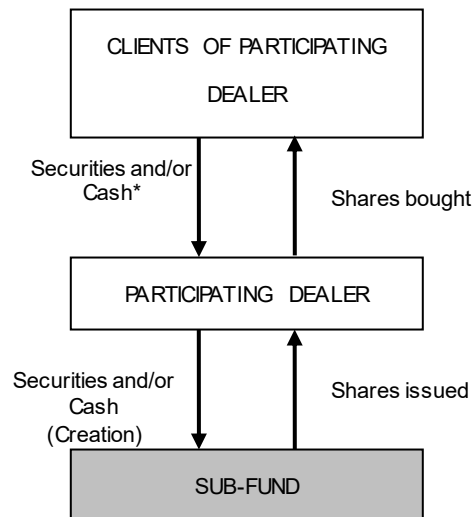 CLIENTS OF PARTICIPATING
DEALER
Securities and/or
Cash*
Shares bought
PARTICIPATING DEALER
Securities and/or
Cash
(Creation)
Shares issued
SUB-FUND